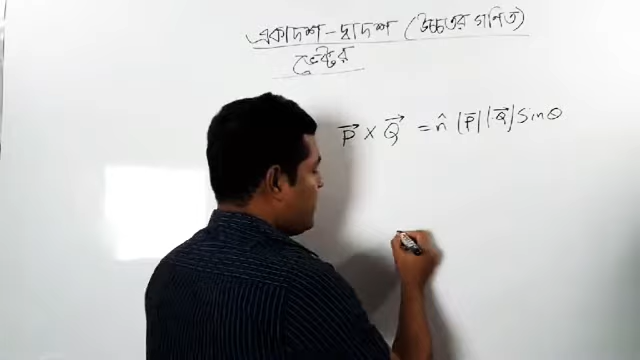 একাদশ-দ্বাদশ (উচ্চতর গণিত)
ভেক্টর
P⃗ × Q⃗ = n̂ |P⃗| |Q⃗| Sinθ